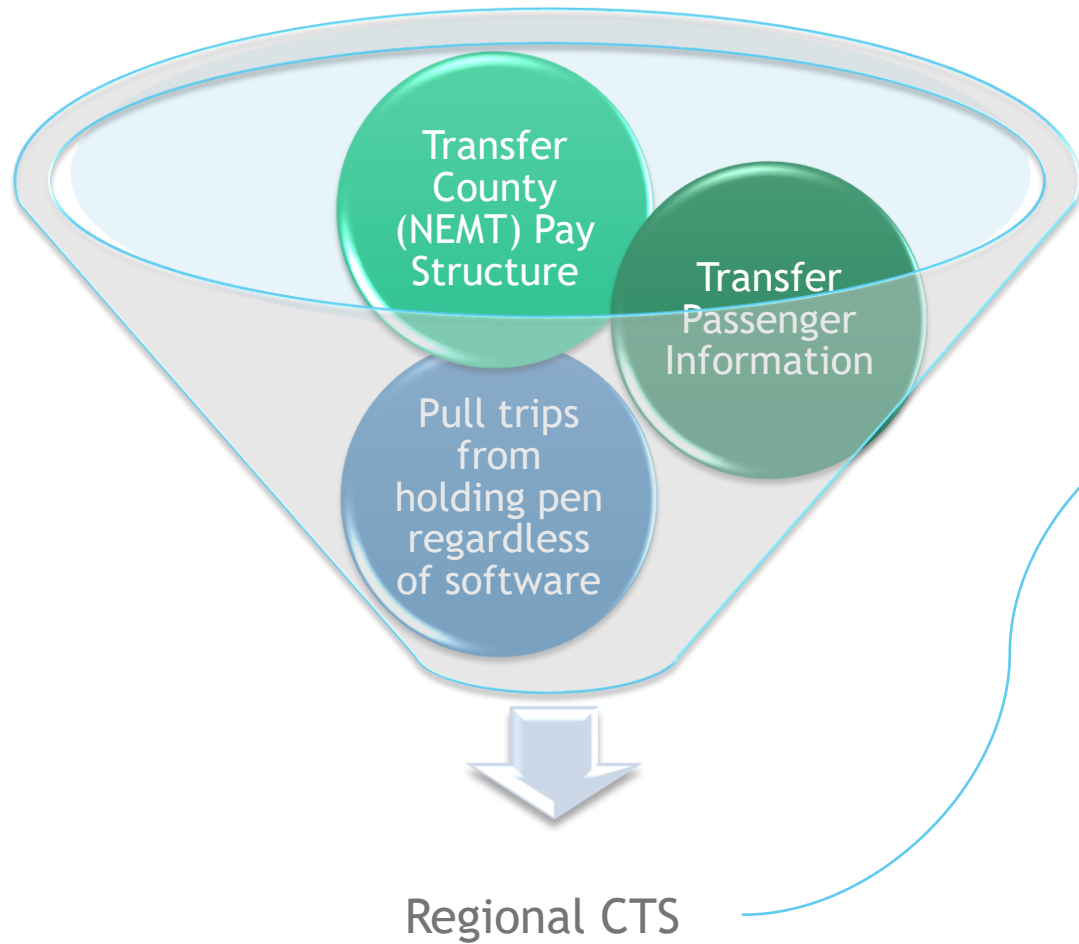 Transfer
County
(NEMT) Pay
Structure
Transfer
Passenger
Information
Pull trips
from
holding pen
regardless
of software
Regional CTS